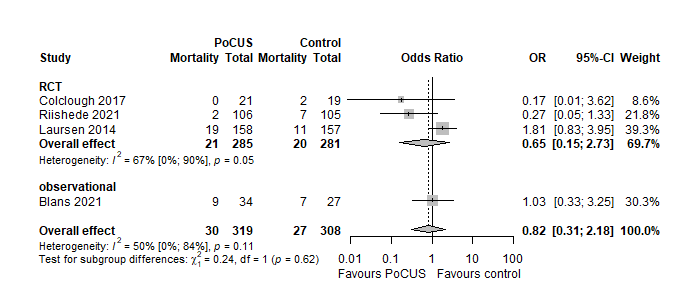 PoCUS Control
Study Mortality Total Mortality Total Odds Ratio OR 95%-CI Weight
RCT
Colclough 2017 0 21 2 19 0.17 [0.01; 3.62] 8.6%
Riishede 2021 2 106 7 105 0.27 [0.05; 1.33] 21.8%
Laursen 2014 19 158 11 157 1.81 [0.83; 3.95] 39.3%
Overall effect 21 285 20 281 0.65 [0.15; 2.73] 69.7%
Heterogeneity: I² = 67% [0%; 90%], p = 0.05
observational
Blans 2021 9 34 7 27 1.03 [0.33; 3.25] 30.3%
Overall effect 30 319 27 308 0.82 [0.31; 2.18] 100.0%
Heterogeneity: I² = 50% [0%; 84%], p = 0.11
Test for subgroup differences: χ²₁ = 0.24, df = 1 (p = 0.62)
0.01 0.1 1 10 100
Favours PoCUS Favours control